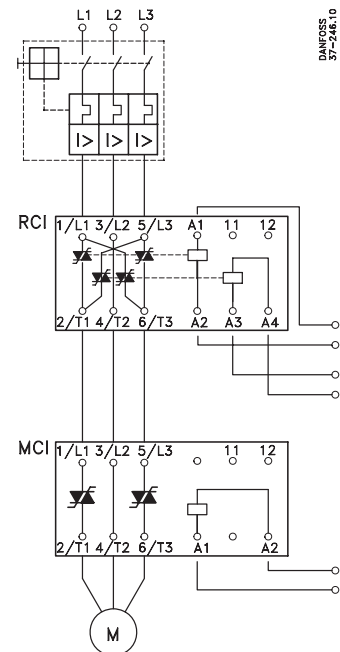 L1 L2 L3
DANFOSS
37-246.10
I> I> I>
RCI
1/L1 3/L2 5/L3 A1 11 12
2/T1 4/T2 6/T3 A2 A3 A4
MCI
1/L1 3/L2 5/L3 11 12
2/T1 4/T2 6/T3 A1 A2
M